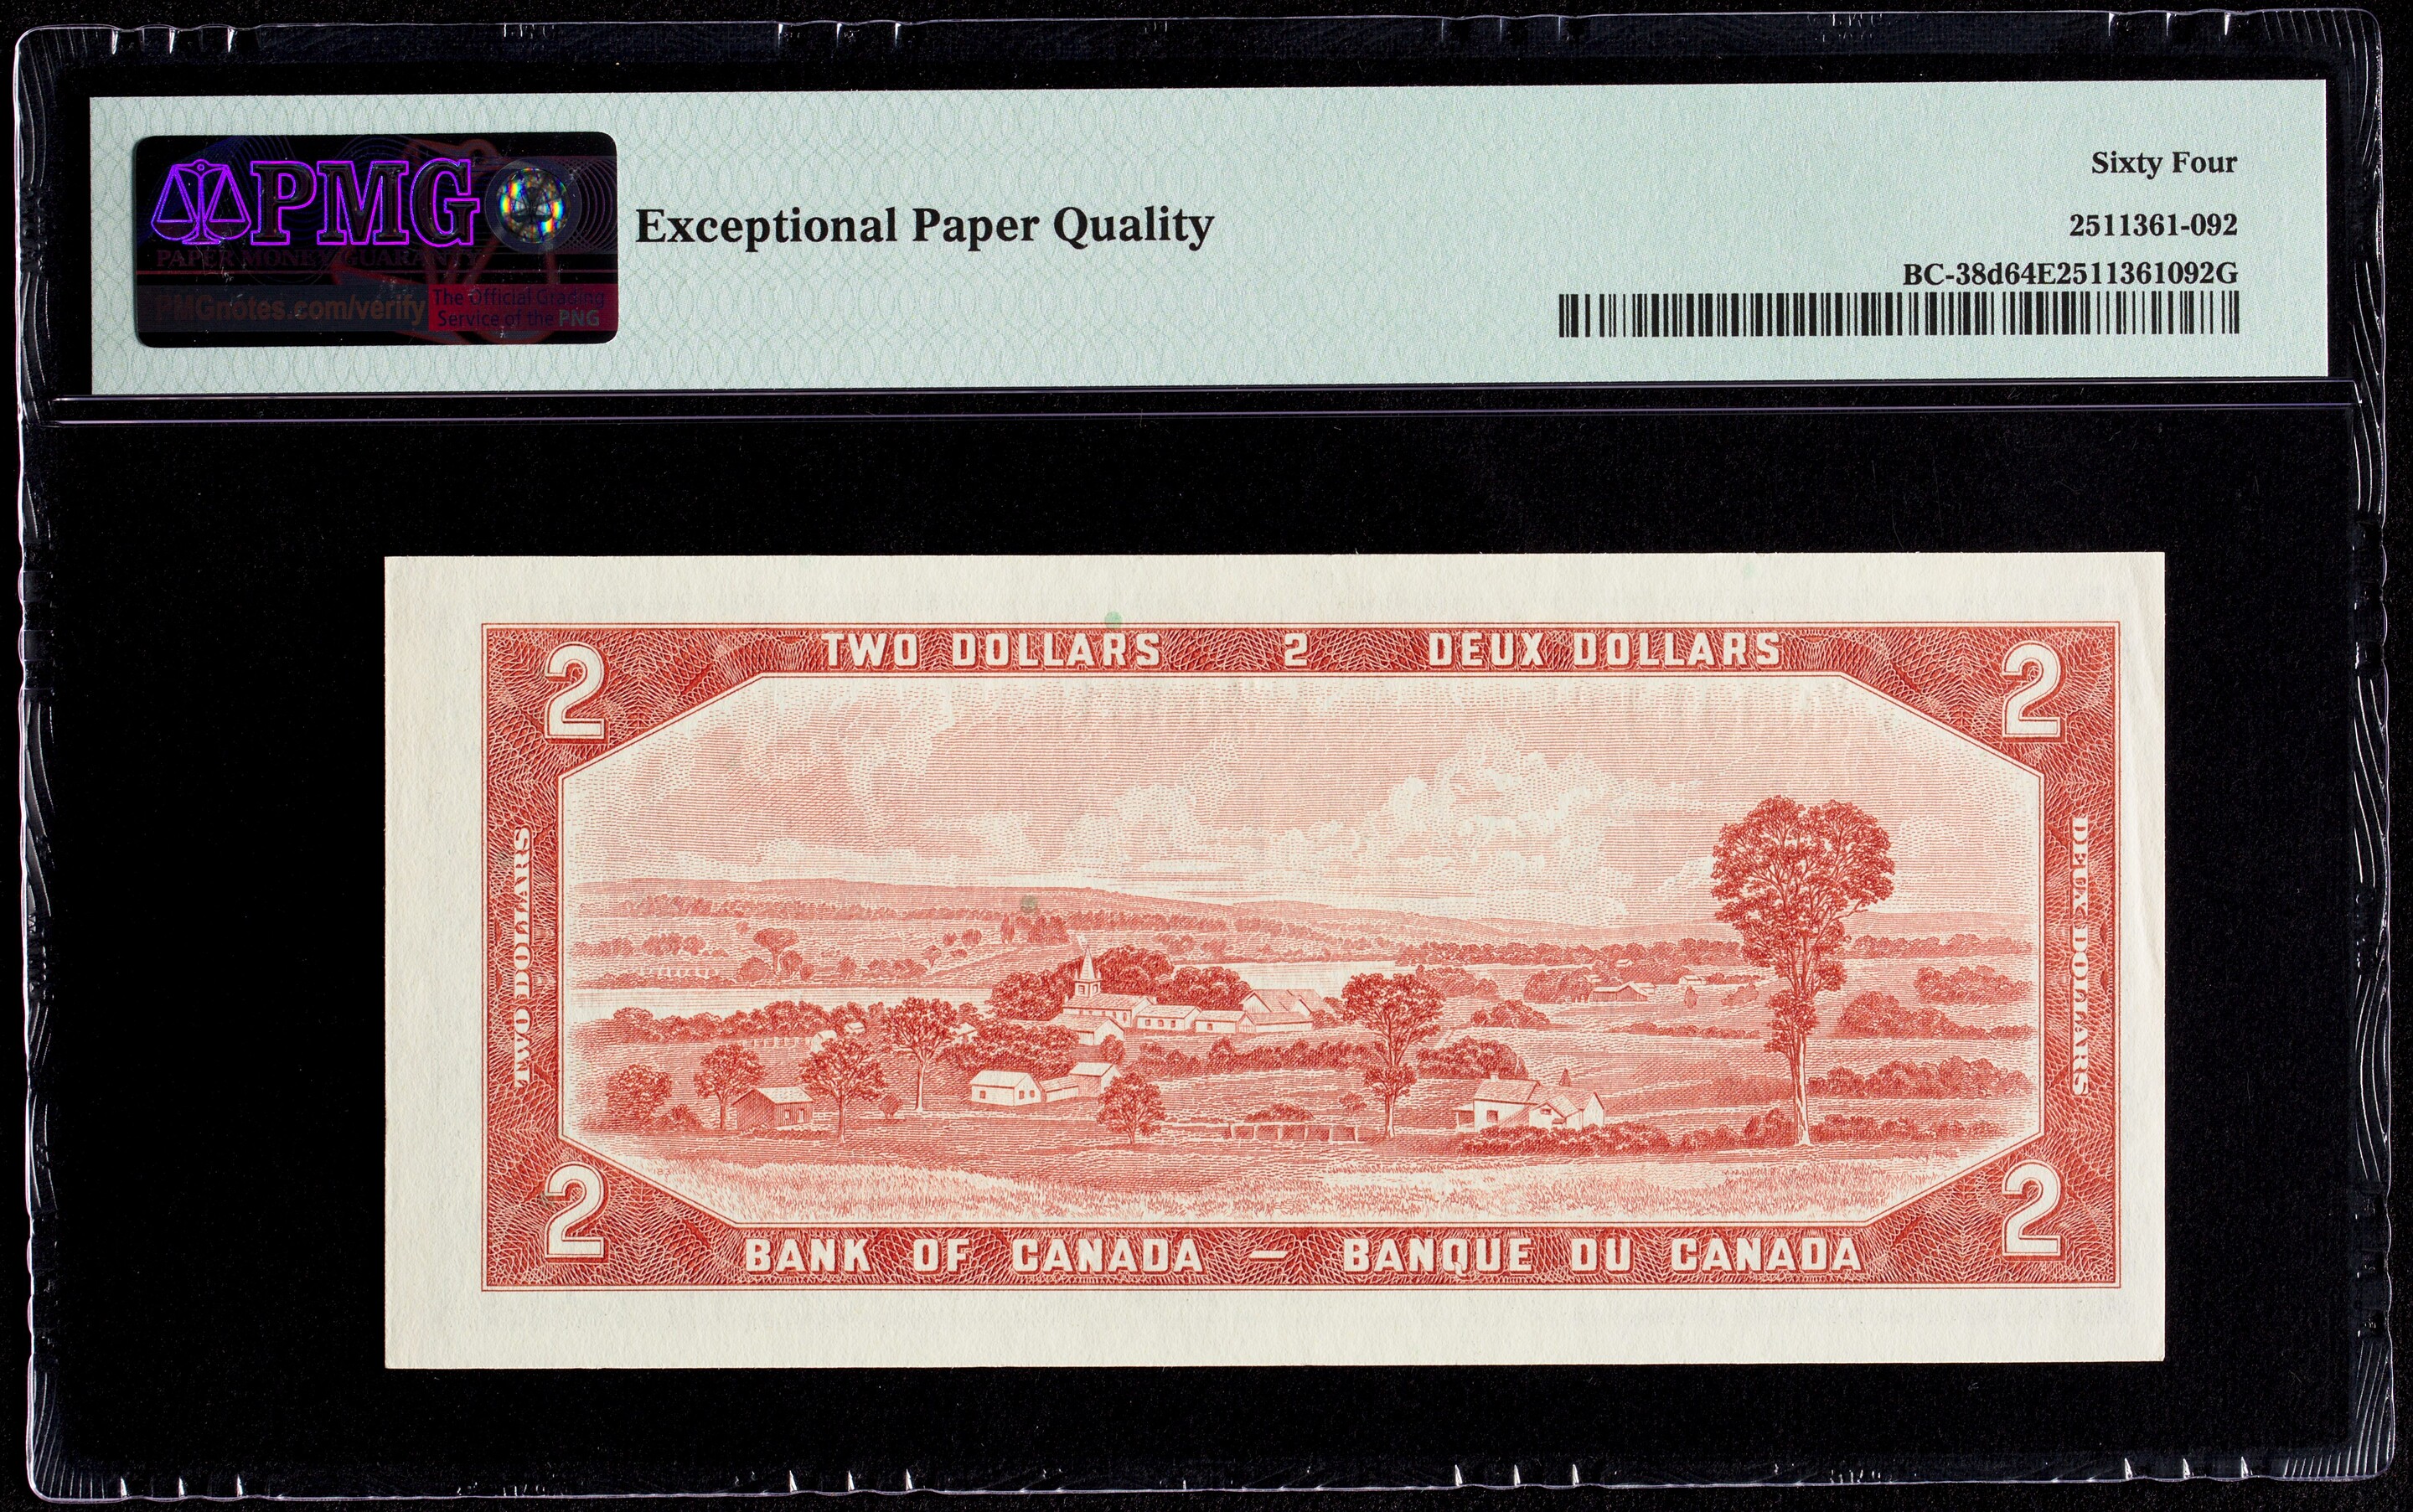 PMG
PAPER MONEY GUARANTY
PMGnotes.com/verify
The Official Grading
Service of the PNG
Exceptional Paper Quality
Sixty Four
2511361-092
BC-38d64E2511361092G
TWO DOLLARS 2 DEUX DOLLARS
2
2
TWO DOLLARS
DEUX DOLLARS
2
2
BANK OF CANADA — BANQUE DU CANADA